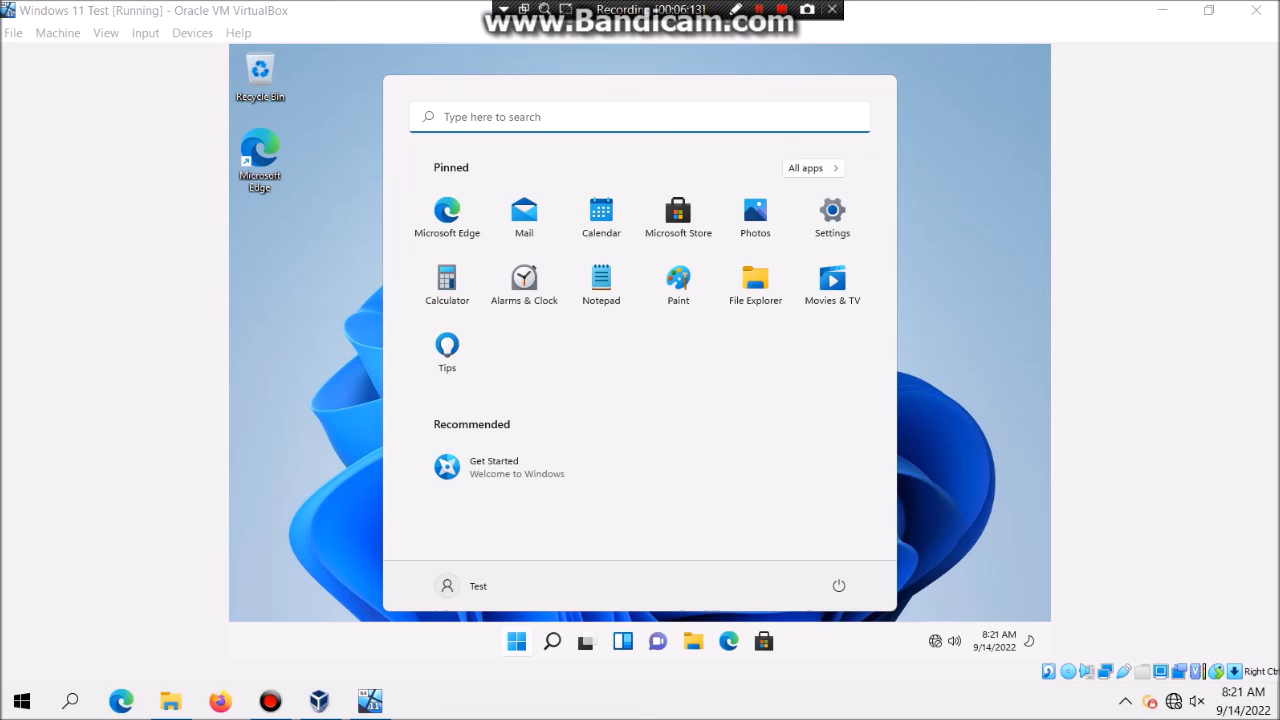 Windows 11 Test [Running] - Oracle VM VirtualBox
Recording [00:06:13]
www.Bandicam.com
File Machine View Input Devices Help
Recycle Bin
Microsoft Edge
Type here to search
Pinned
All apps
Microsoft Edge Mail Calendar Microsoft Store Photos Settings
Calculator Alarms & Clock Notepad Paint File Explorer Movies & TV
Tips
Recommended
Get Started
Welcome to Windows
Test
8:21 AM
9/14/2022
Right Ctr
8:21 AM
9/14/2022